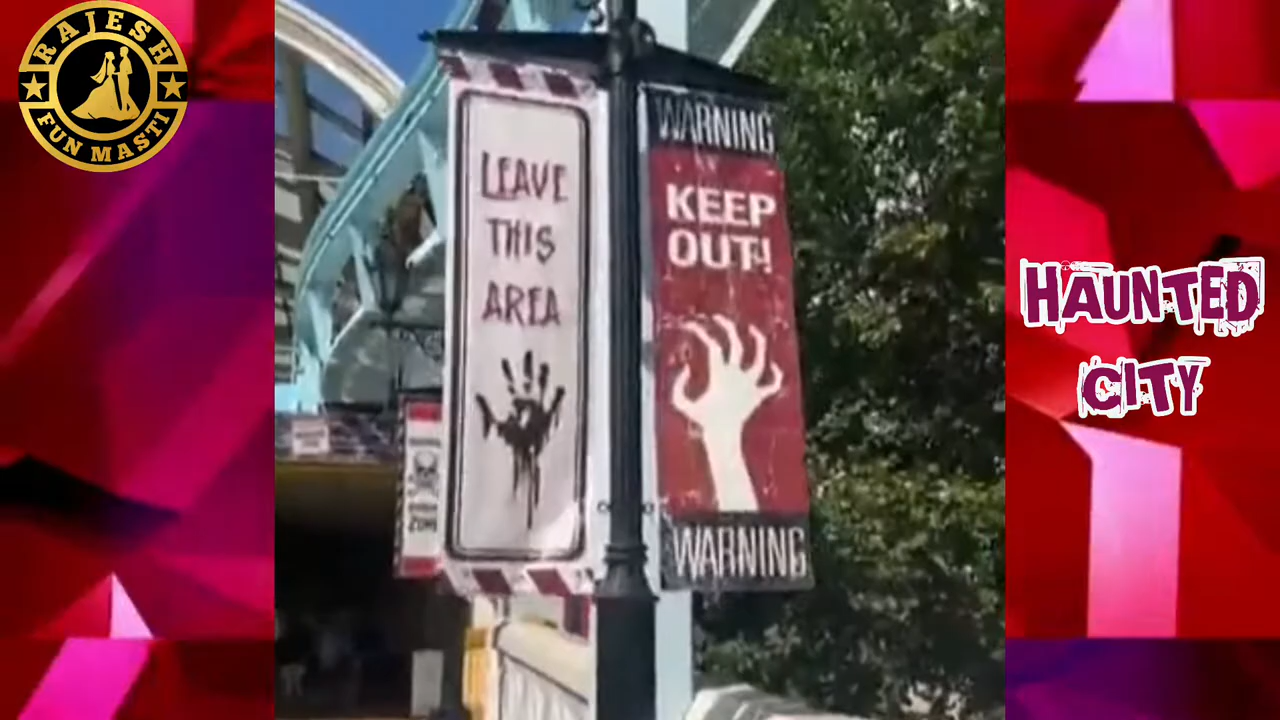 RAJESH
FUN MASTI
LEAVE
THIS
AREA
WARNING
KEEP
OUT!
WARNING
HAUNTED
CITY